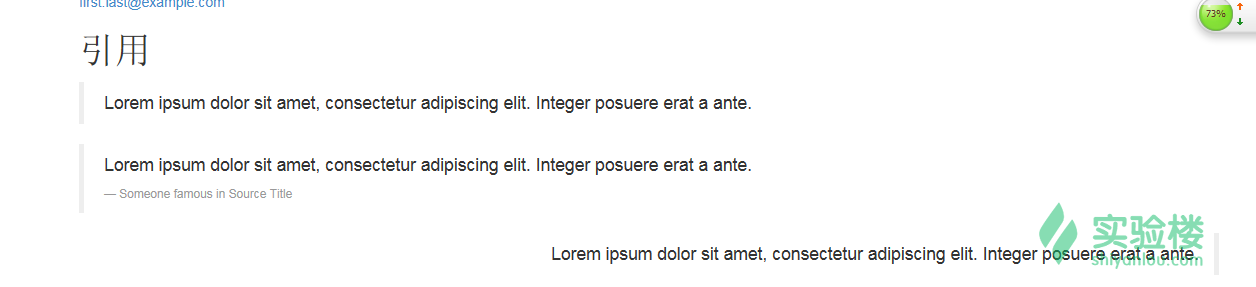 first.last@example.com
73%
引用
Lorem ipsum dolor sit amet, consectetur adipiscing elit. Integer posuere erat a ante.
Lorem ipsum dolor sit amet, consectetur adipiscing elit. Integer posuere erat a ante.
— Someone famous in Source Title
实验楼
Lorem ipsum dolor sit amet, consectetur adipiscing elit. Integer posuere erat a ante.
shiyanlou.com